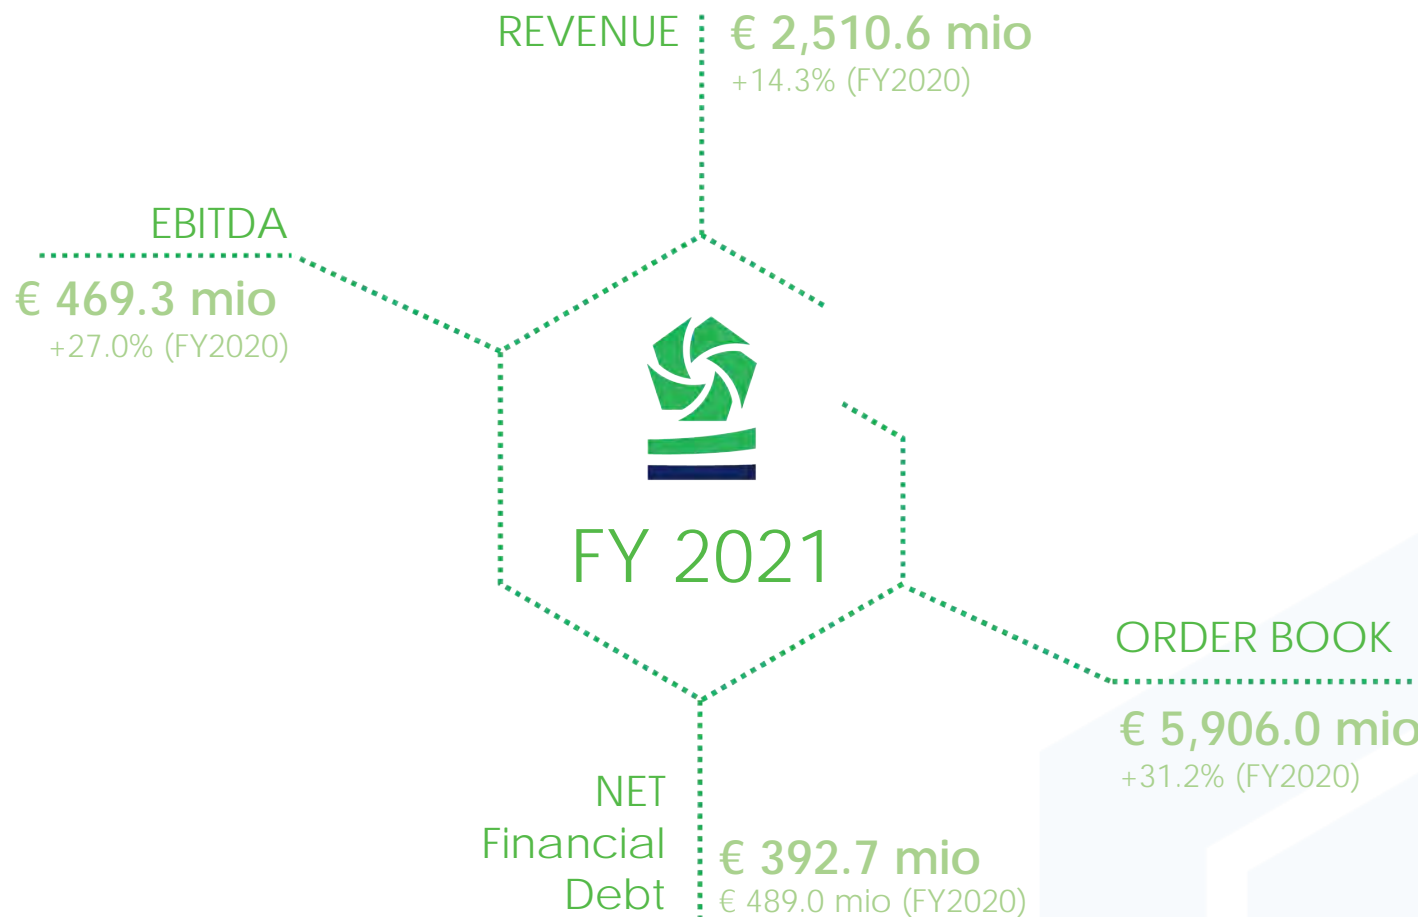 REVENUE
€ 2,510.6 mio
+14.3% (FY2020)
EBITDA
€ 469.3 mio
+27.0% (FY2020)
FY 2021
ORDER BOOK
€ 5,906.0 mio
+31.2% (FY2020)
NET
Financial
Debt
€ 392.7 mio
€ 489.0 mio (FY2020)